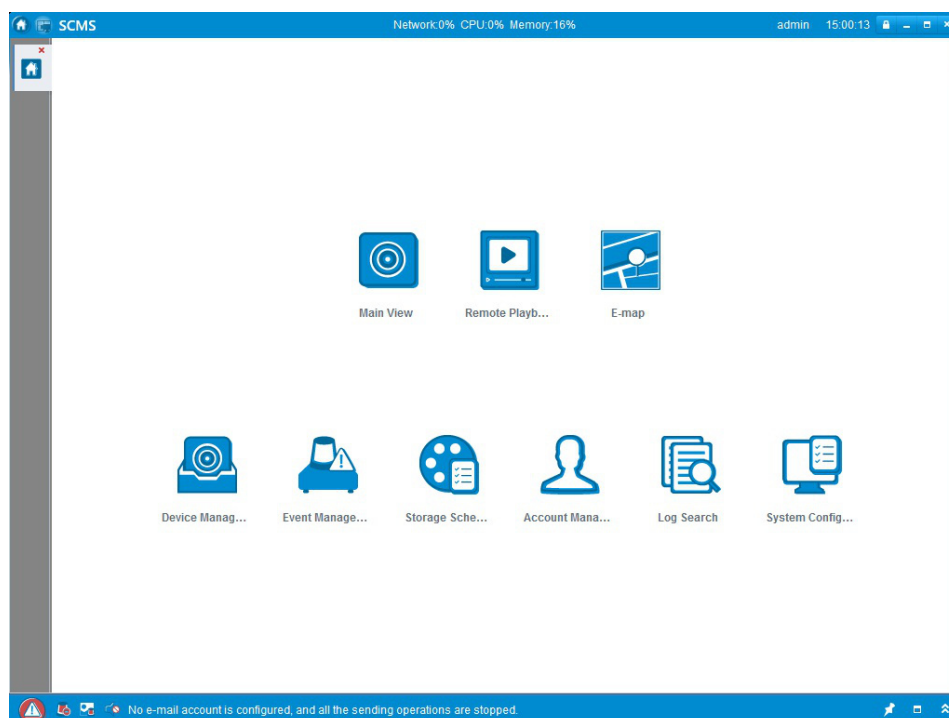 SCMS Network:0% CPU:0% Memory:16% admin 15:00:13
Main View Remote Playb... E-map
Device Manag... Event Manage... Storage Sche... Account Mana... Log Search System Config...
No e-mail account is configured, and all the sending operations are stopped.